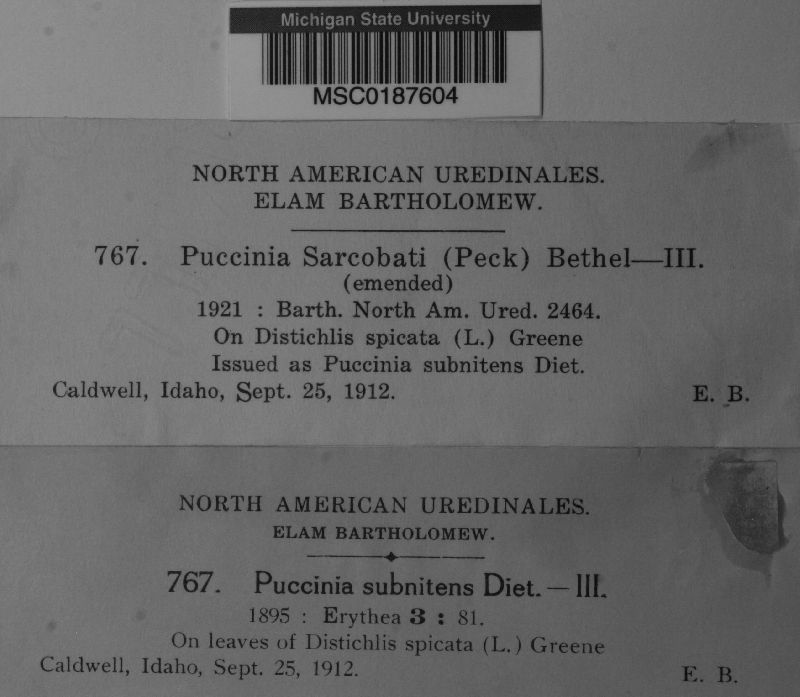 Michigan State University
MSC0187604
NORTH AMERICAN UREDINALES.
ELAM BARTHOLOMEW.
767. Puccinia Sarcobati (Peck) Bethel—III.
(emended)
1921 : Barth. North Am. Ured. 2464.
On Distichlis spicata (L.) Greene
Issued as Puccinia subnitens Diet.
Caldwell, Idaho, Sept. 25, 1912. E. B.
NORTH AMERICAN UREDINALES.
ELAM BARTHOLOMEW.
767. Puccinia subnitens Diet. — III.
1895 : Erythea 3 : 81.
On leaves of Distichlis spicata (L.) Greene
Caldwell, Idaho, Sept. 25, 1912. E. B.